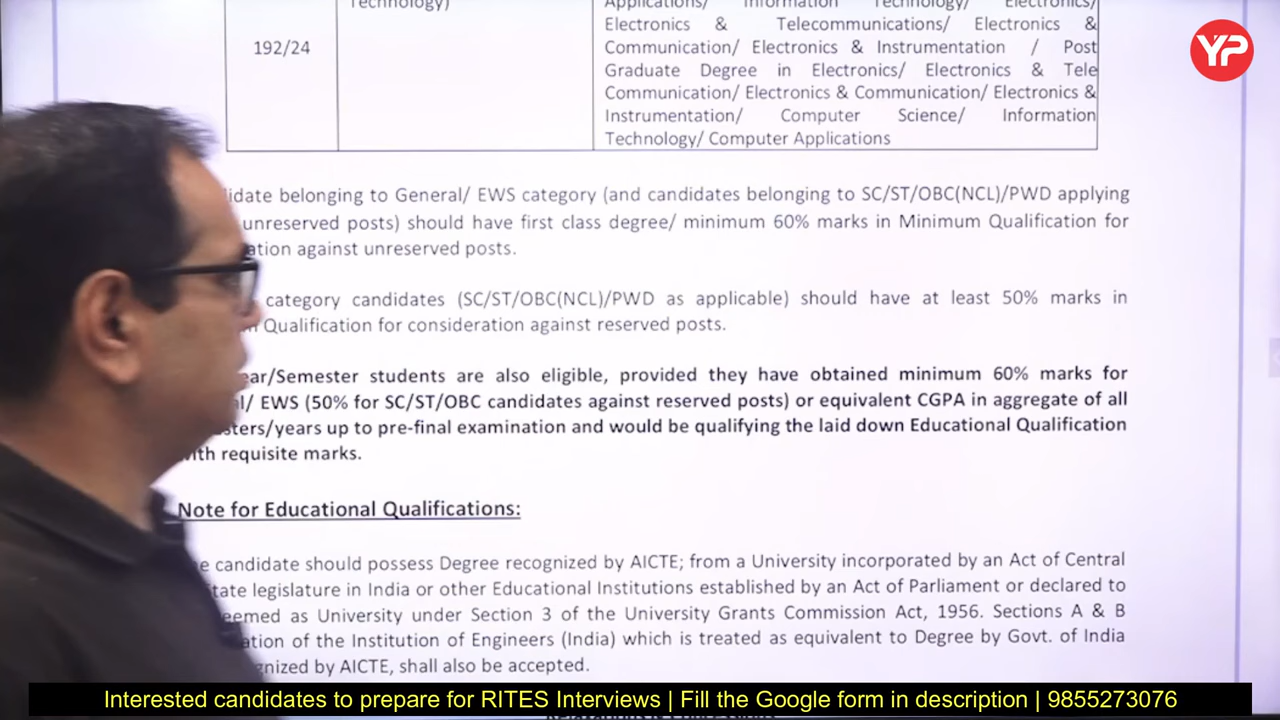 Technology)
Applications/ Information Technology/ Electronics/
Electronics & Telecommunications/ Electronics &
192/24
Communication/ Electronics & Instrumentation / Post
Graduate Degree in Electronics/ Electronics & Tele
Communication/ Electronics & Communication/ Electronics &
Instrumentation/ Computer Science/ Information
Technology/ Computer Applications
YP
idate belonging to General/ EWS category (and candidates belonging to SC/ST/OBC(NCL)/PWD applying
unreserved posts) should have first class degree/ minimum 60% marks in Minimum Qualification for
ation against unreserved posts.
category candidates (SC/ST/OBC(NCL)/PWD as applicable) should have at least 50% marks in
Qualification for consideration against reserved posts.
ear/Semester students are also eligible, provided they have obtained minimum 60% marks for
l/ EWS (50% for SC/ST/OBC candidates against reserved posts) or equivalent CGPA in aggregate of all
ters/years up to pre-final examination and would be qualifying the laid down Educational Qualification
ith requisite marks.
Note for Educational Qualifications:
e candidate should possess Degree recognized by AICTE; from a University incorporated by an Act of Central
tate legislature in India or other Educational Institutions established by an Act of Parliament or declared to
eemed as University under Section 3 of the University Grants Commission Act, 1956. Sections A & B
ation of the Institution of Engineers (India) which is treated as equivalent to Degree by Govt. of India
gnized by AICTE, shall also be accepted.
Interested candidates to prepare for RITES Interviews | Fill the Google form in description | 9855273076